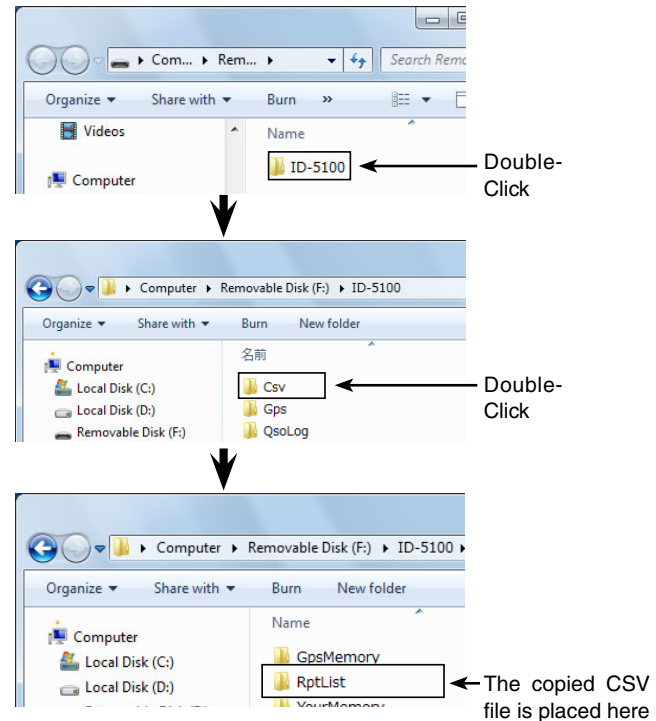 Com... Rem... Search Remo
Organize Share with Burn »
Videos
Name
ID-5100
Double-
Click
Computer
Computer Removable Disk (F:) ID-5100
Organize Share with Burn New folder
名前
Computer
Csv
Double-
Click
Local Disk (C:)
Gps
Local Disk (D:)
QsoLog
Removable Disk (F:)
Computer Removable Disk (F:) ID-5100
Organize Share with Burn New folder
Name
Computer
GpsMemory
Local Disk (C:)
RptList
The copied CSV
file is placed here
Local Disk (D:)
YourMemory